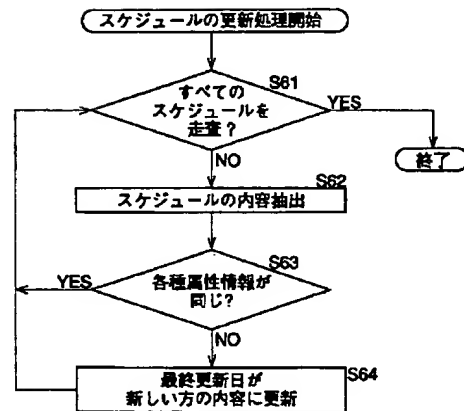 スケジュールの更新処理開始
S61
すべての
スケジュールを
走査？
YES
終了
NO
S62
スケジュールの内容抽出
S63
YES
各種属性情報が
同じ？
NO
S64
最終更新日が
新しい方の内容に更新